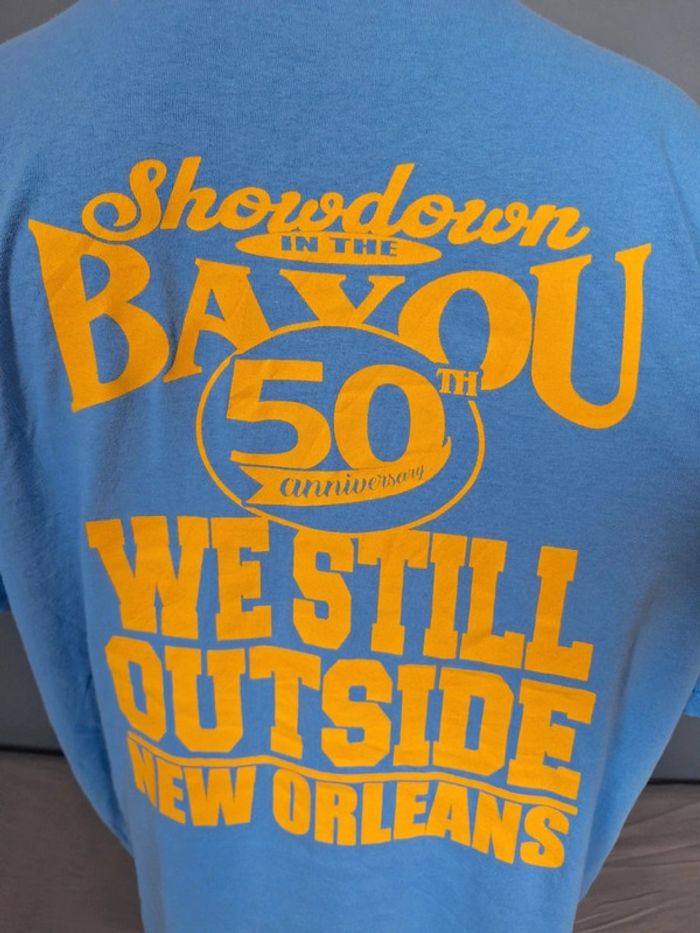 Showdown
IN THE
BAYOU
50TH
anniversary
WE STILL
OUTSIDE
NEW ORLEANS